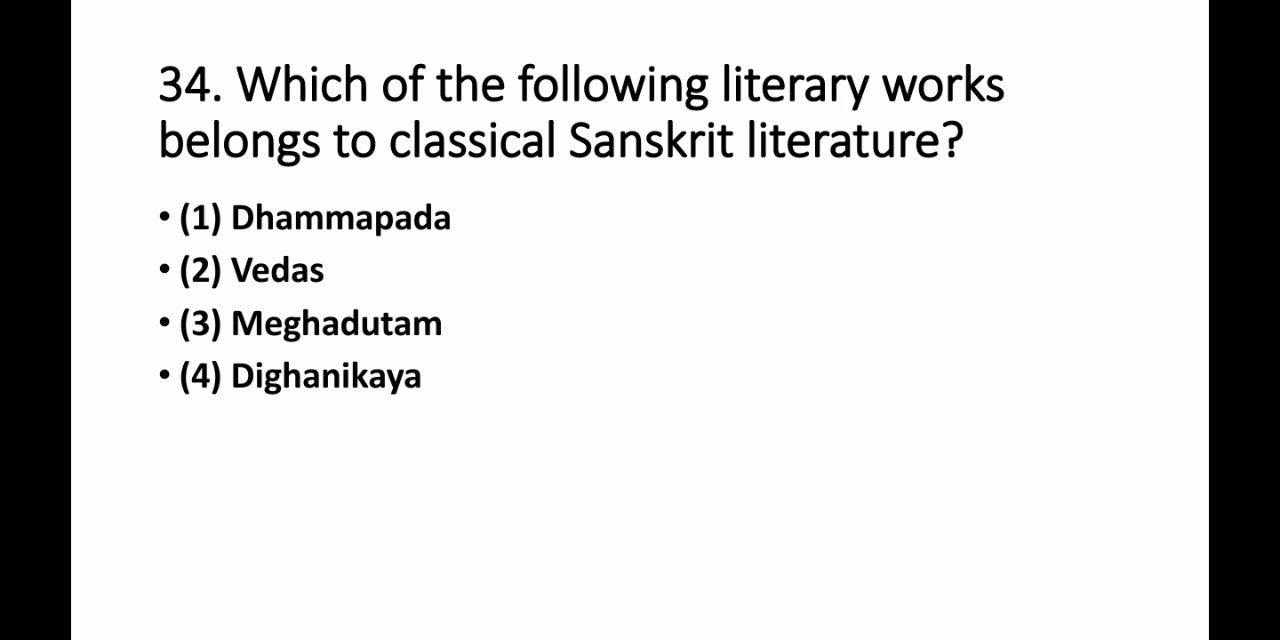 34. Which of the following literary works
belongs to classical Sanskrit literature?
• (1) Dhammapada
• (2) Vedas
• (3) Meghadutam
• (4) Dighanikaya